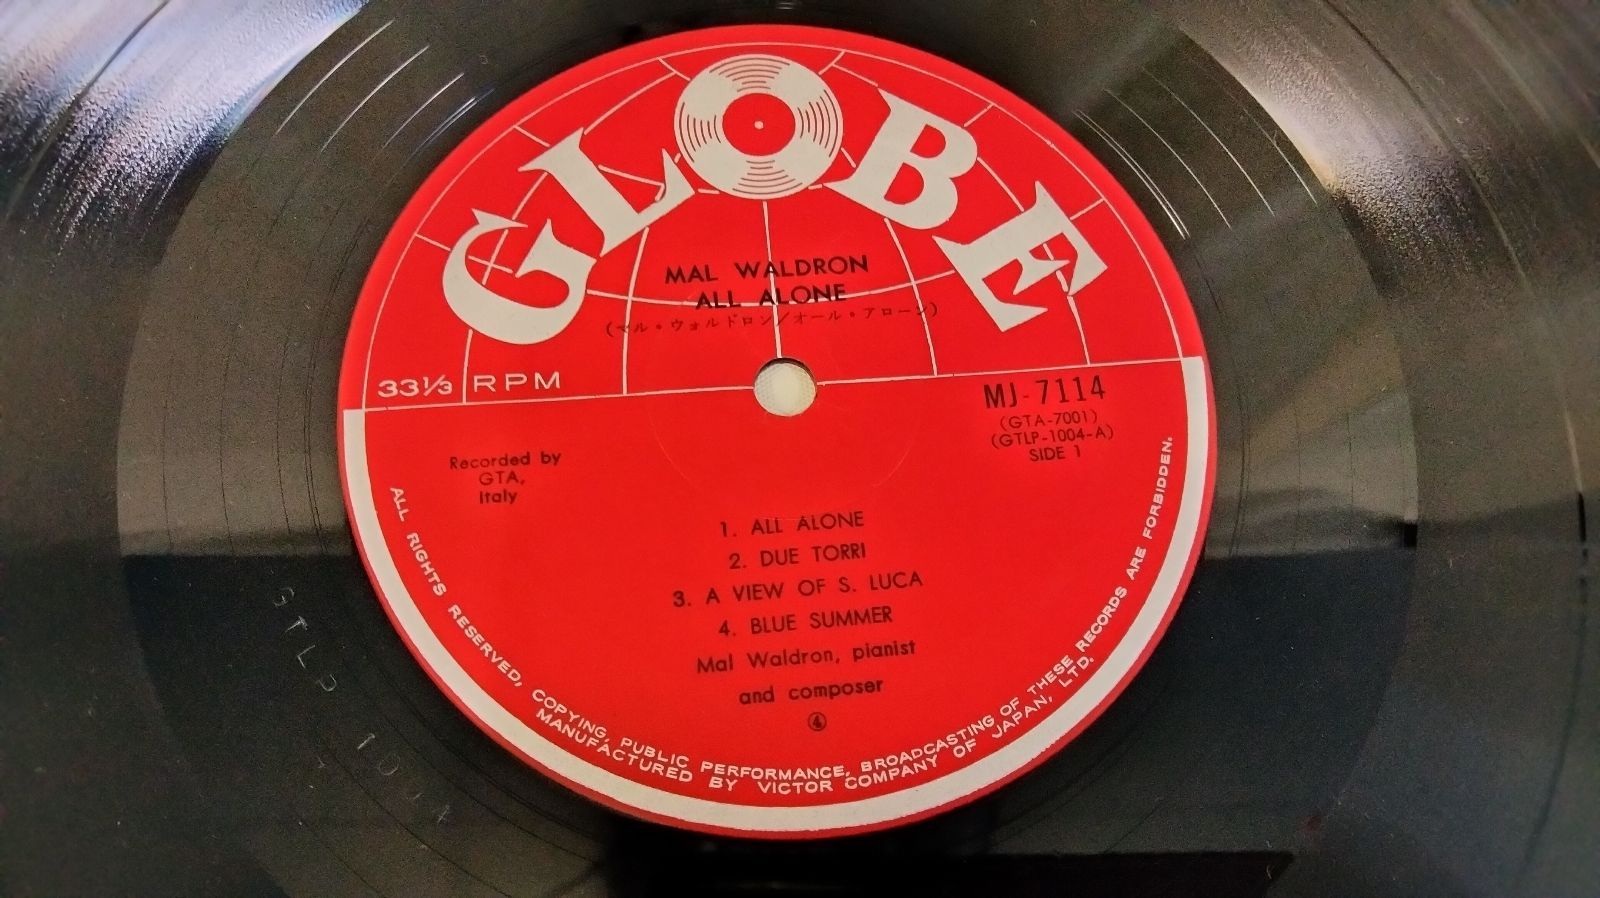 GLOBE
MAL WALDRON
ALL ALONE
(マル・ウォルドロン/オール・アローン)
33⅓ RPM
MJ-7114
(GTA-7001)
(GTLP-1004-A)
SIDE 1
Recorded by
GTA,
Italy
1. ALL ALONE
2. DUE TORRI
3. A VIEW OF S. LUCA
4. BLUE SUMMER
Mal Waldron, pianist
and composer
④
ALL RIGHTS RESERVED, COPYING, PUBLIC PERFORMANCE, BROADCASTING OF THESE RECORDS ARE FORBIDDEN.
MANUFACTURED BY VICTOR COMPANY OF JAPAN, LTD.